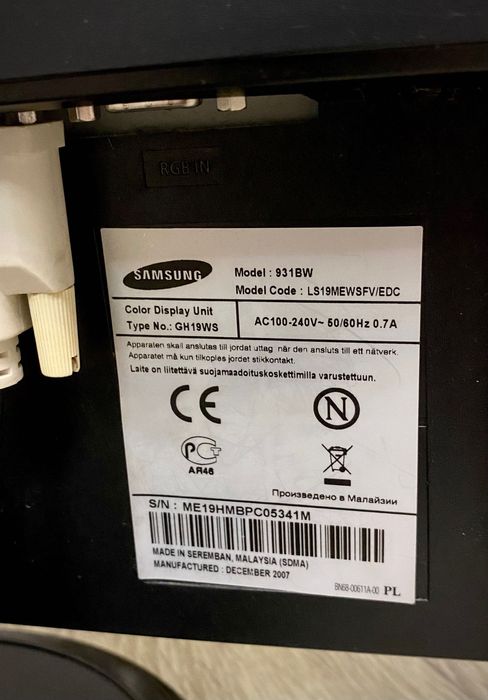 RGB IN
SAMSUNG
Model : 931BW
Model Code : LS19MEWSFV/EDC
Color Display Unit
Type No.: GH19WS
AC100-240V~ 50/60Hz 0.7A
Apparaten skall anslutas till jordat uttag när den ansluts till ett nätverk.
Apparatet må kun tilkoples jordet stikkontakt.
Laite on liitettävä suojamaadoituskoskettimilla varustettuun.
CE
N
РСТ
АЯ46
Произведено в Малайзии
S/N : ME19HMBPC05341M
MADE IN SEREMBAN, MALAYSIA (SDMA)
MANUFACTURED : DECEMBER 2007
BN68-00611A-00 PL